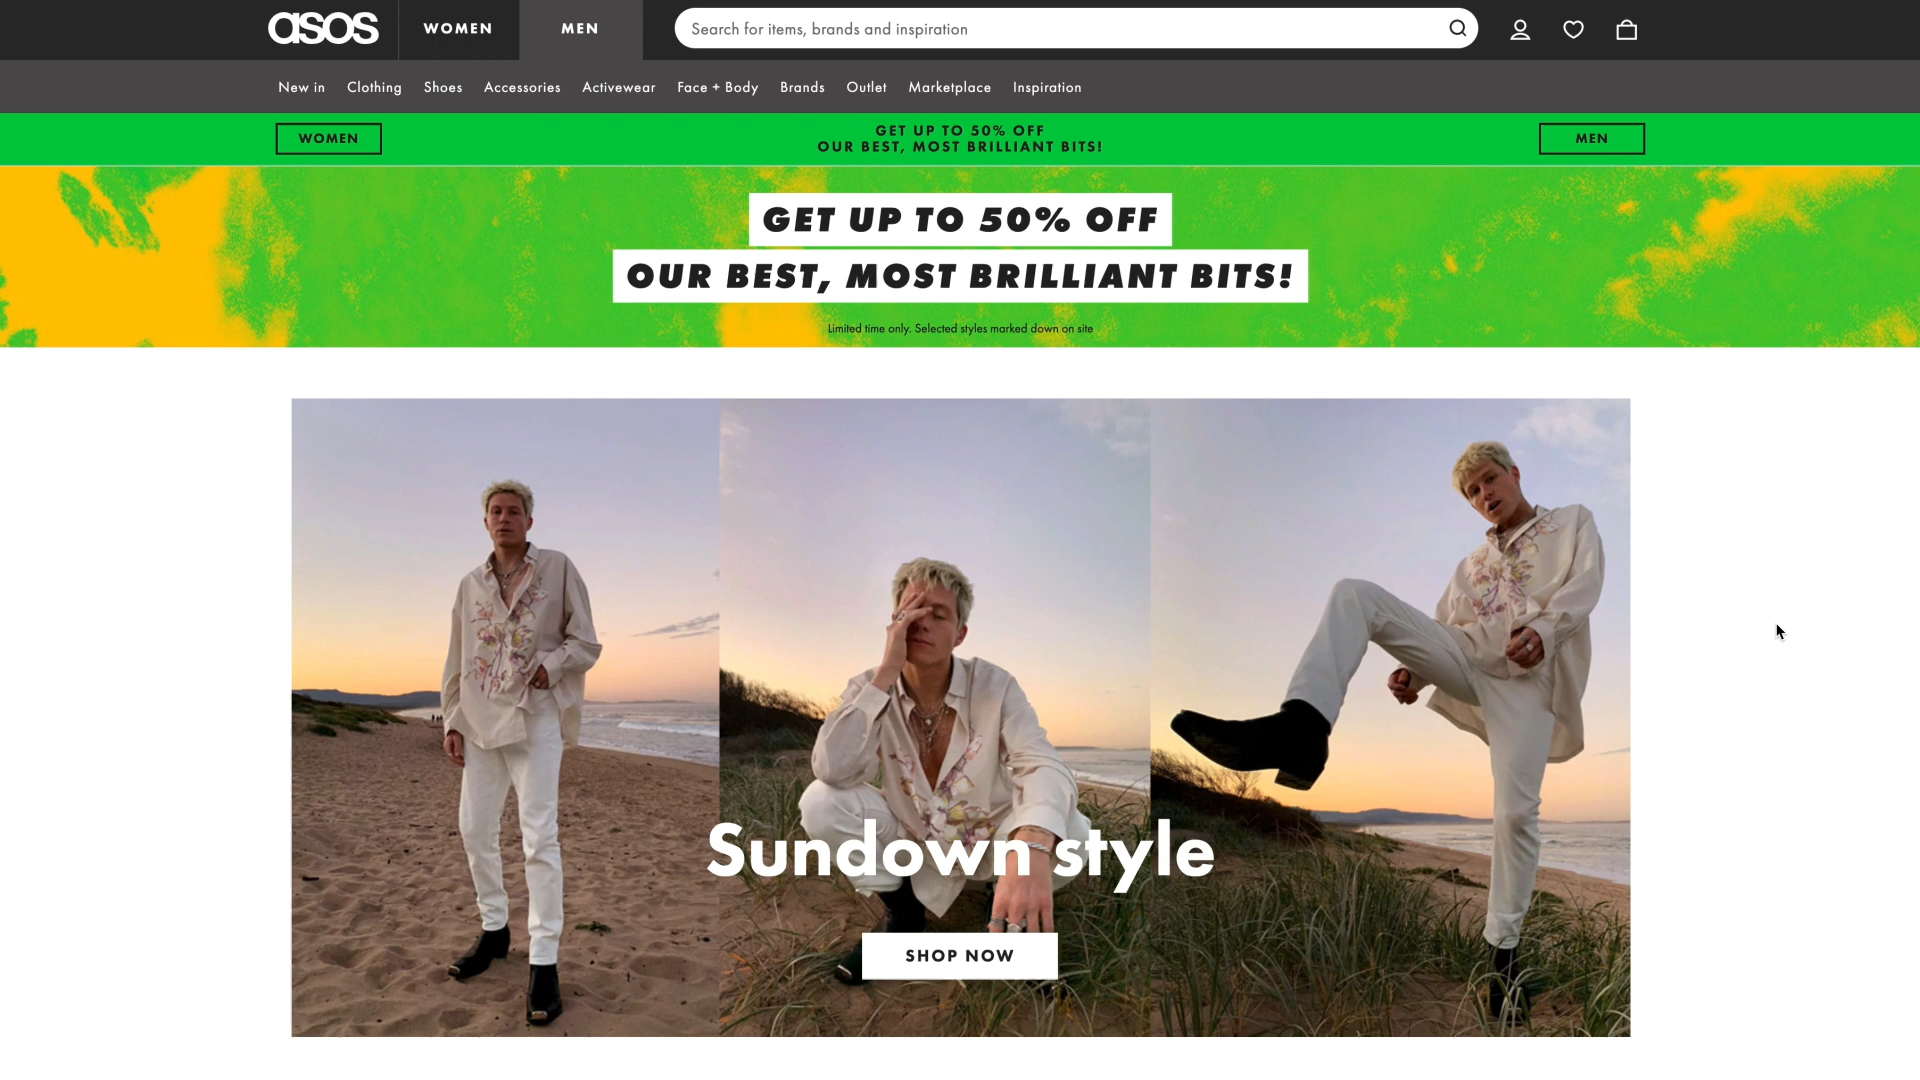 asos
WOMEN
MEN
Search for items, brands and inspiration
New in
Clothing
Shoes
Accessories
Activewear
Face + Body
Brands
Outlet
Marketplace
Inspiration
WOMEN
GET UP TO 50% OFF
OUR BEST, MOST BRILLIANT BITS!
MEN
GET UP TO 50% OFF
OUR BEST, MOST BRILLIANT BITS!
Limited time only. Selected styles marked down on site
Sundown style
SHOP NOW